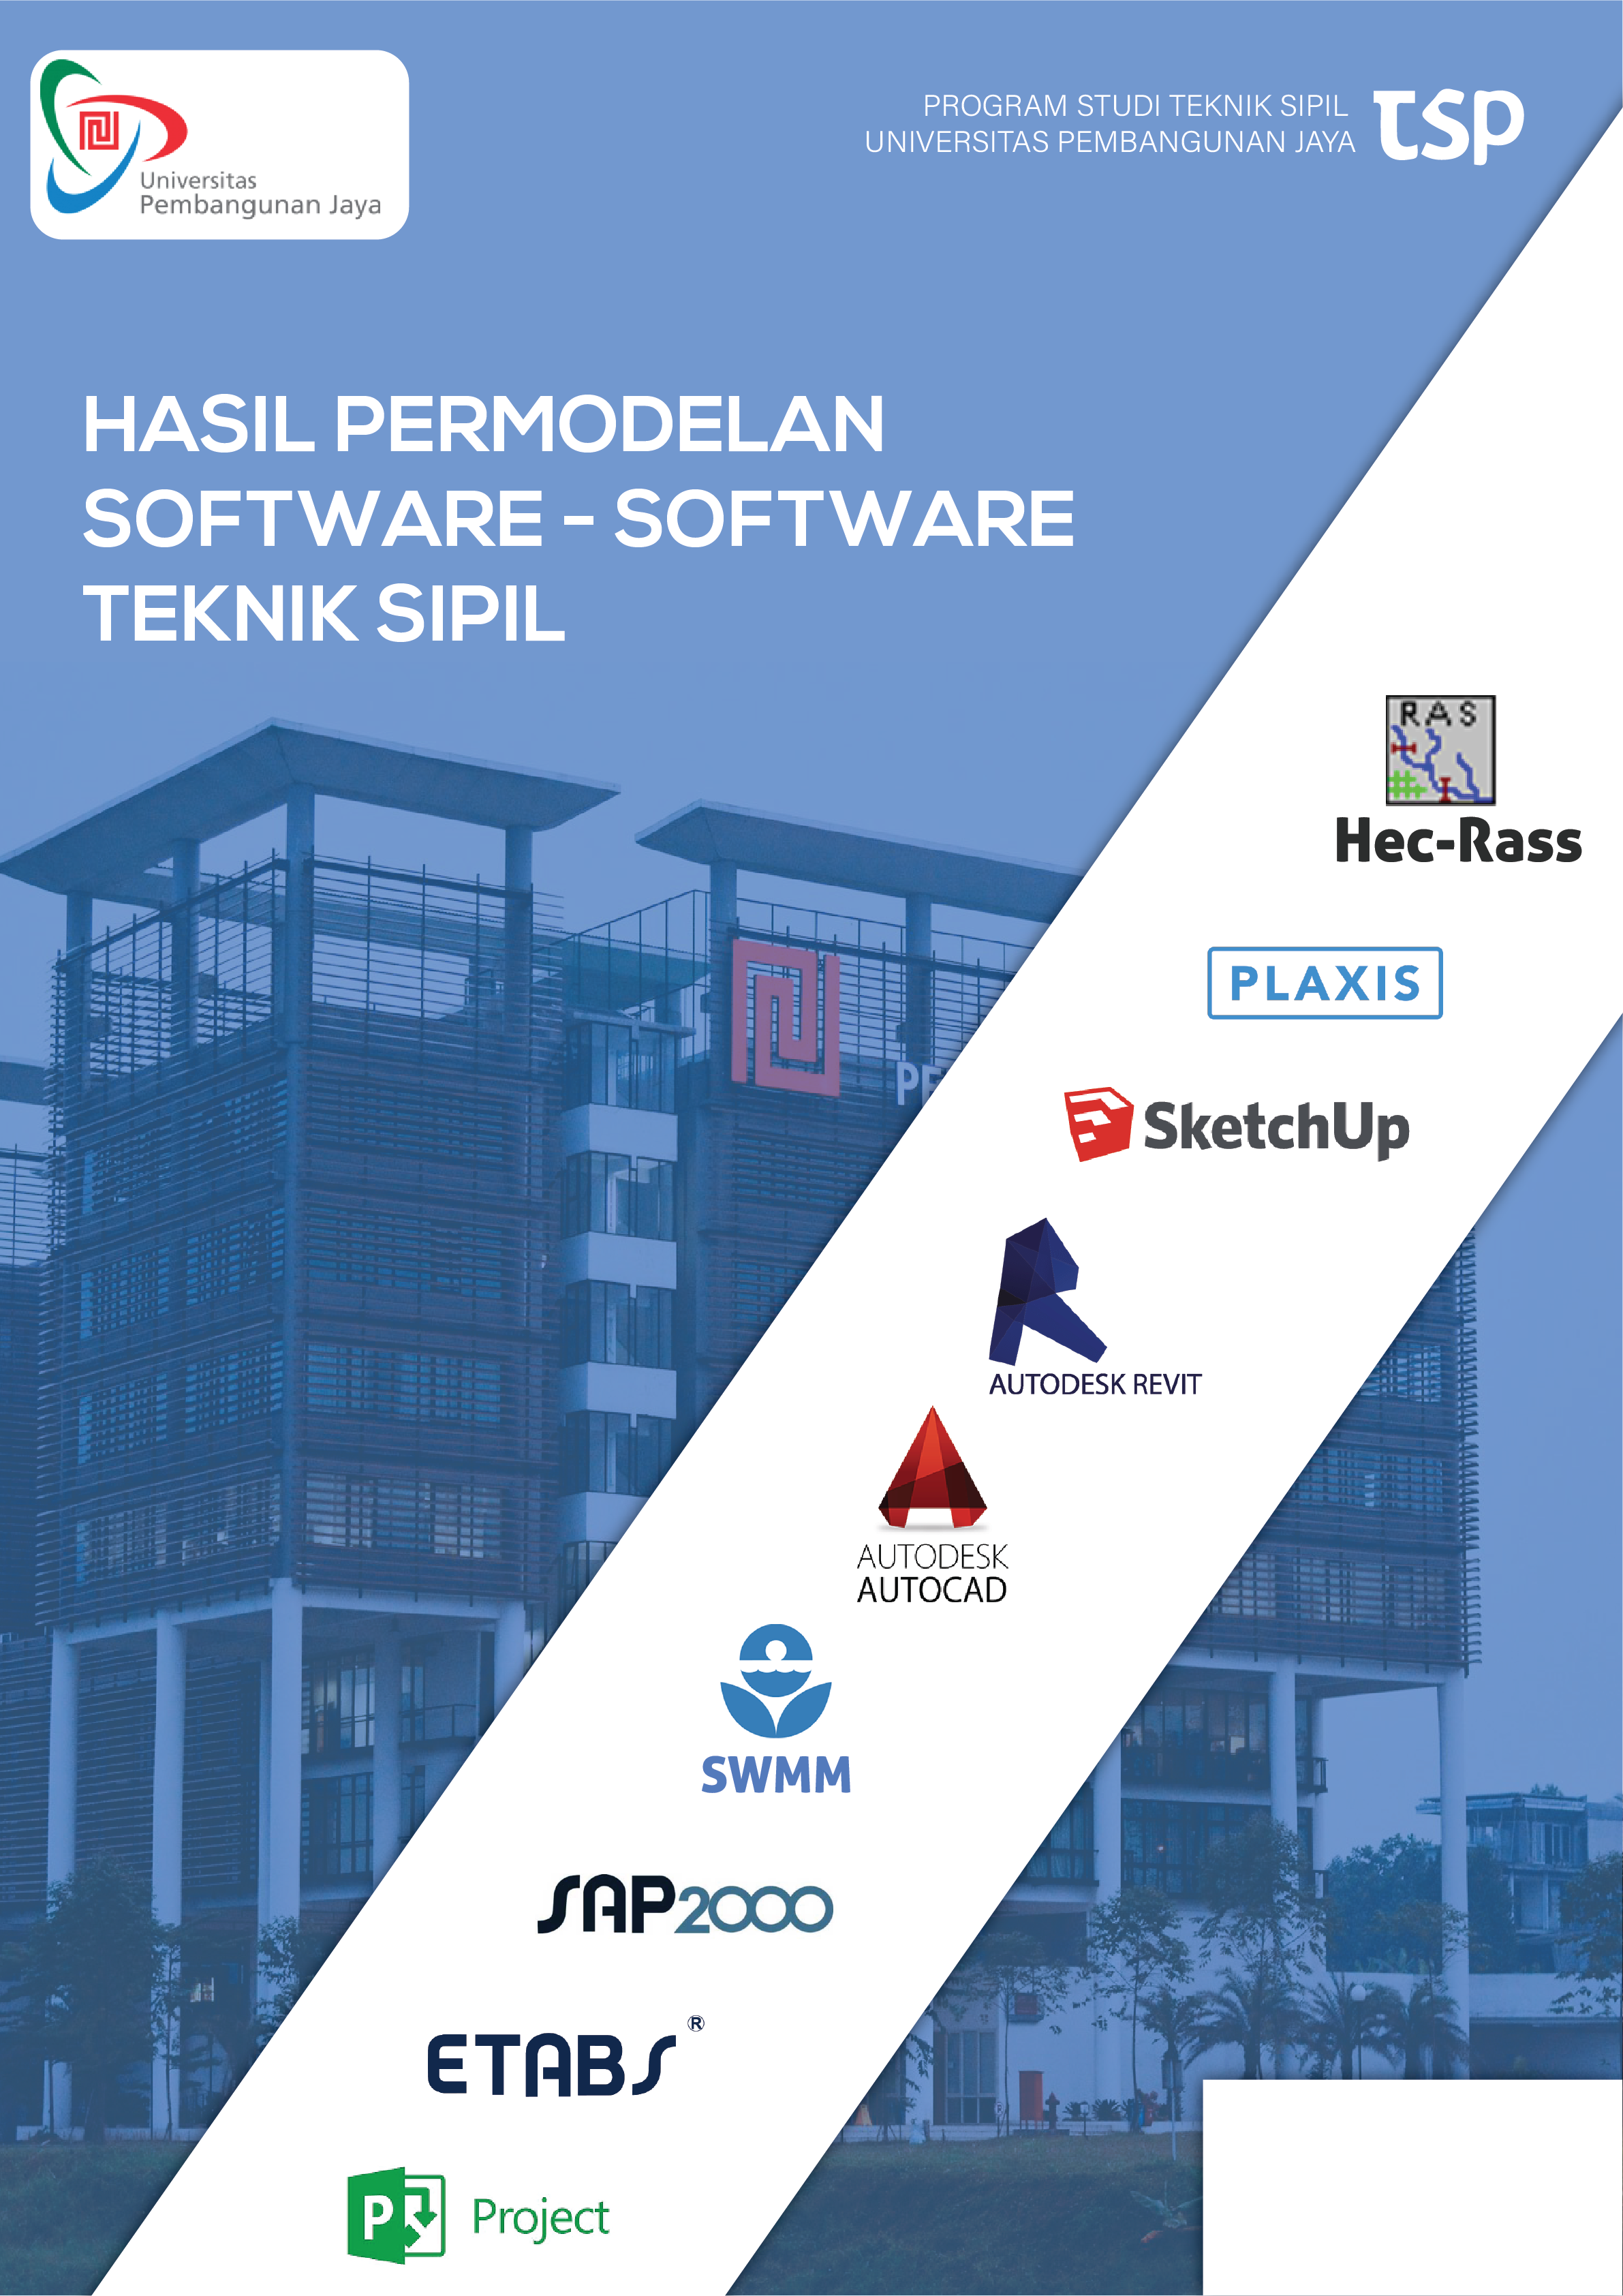 Universitas
Pembangunan Jaya
PROGRAM STUDI TEKNIK SIPIL
UNIVERSITAS PEMBANGUNAN JAYA
tsp
HASIL PERMODELAN
SOFTWARE - SOFTWARE
TEKNIK SIPIL
RAS
Hec-Rass
PLAXIS
PE
SketchUp
AUTODESK REVIT
AUTODESK
AUTOCAD
SWMM
SAP2000
ETABS®
P Project